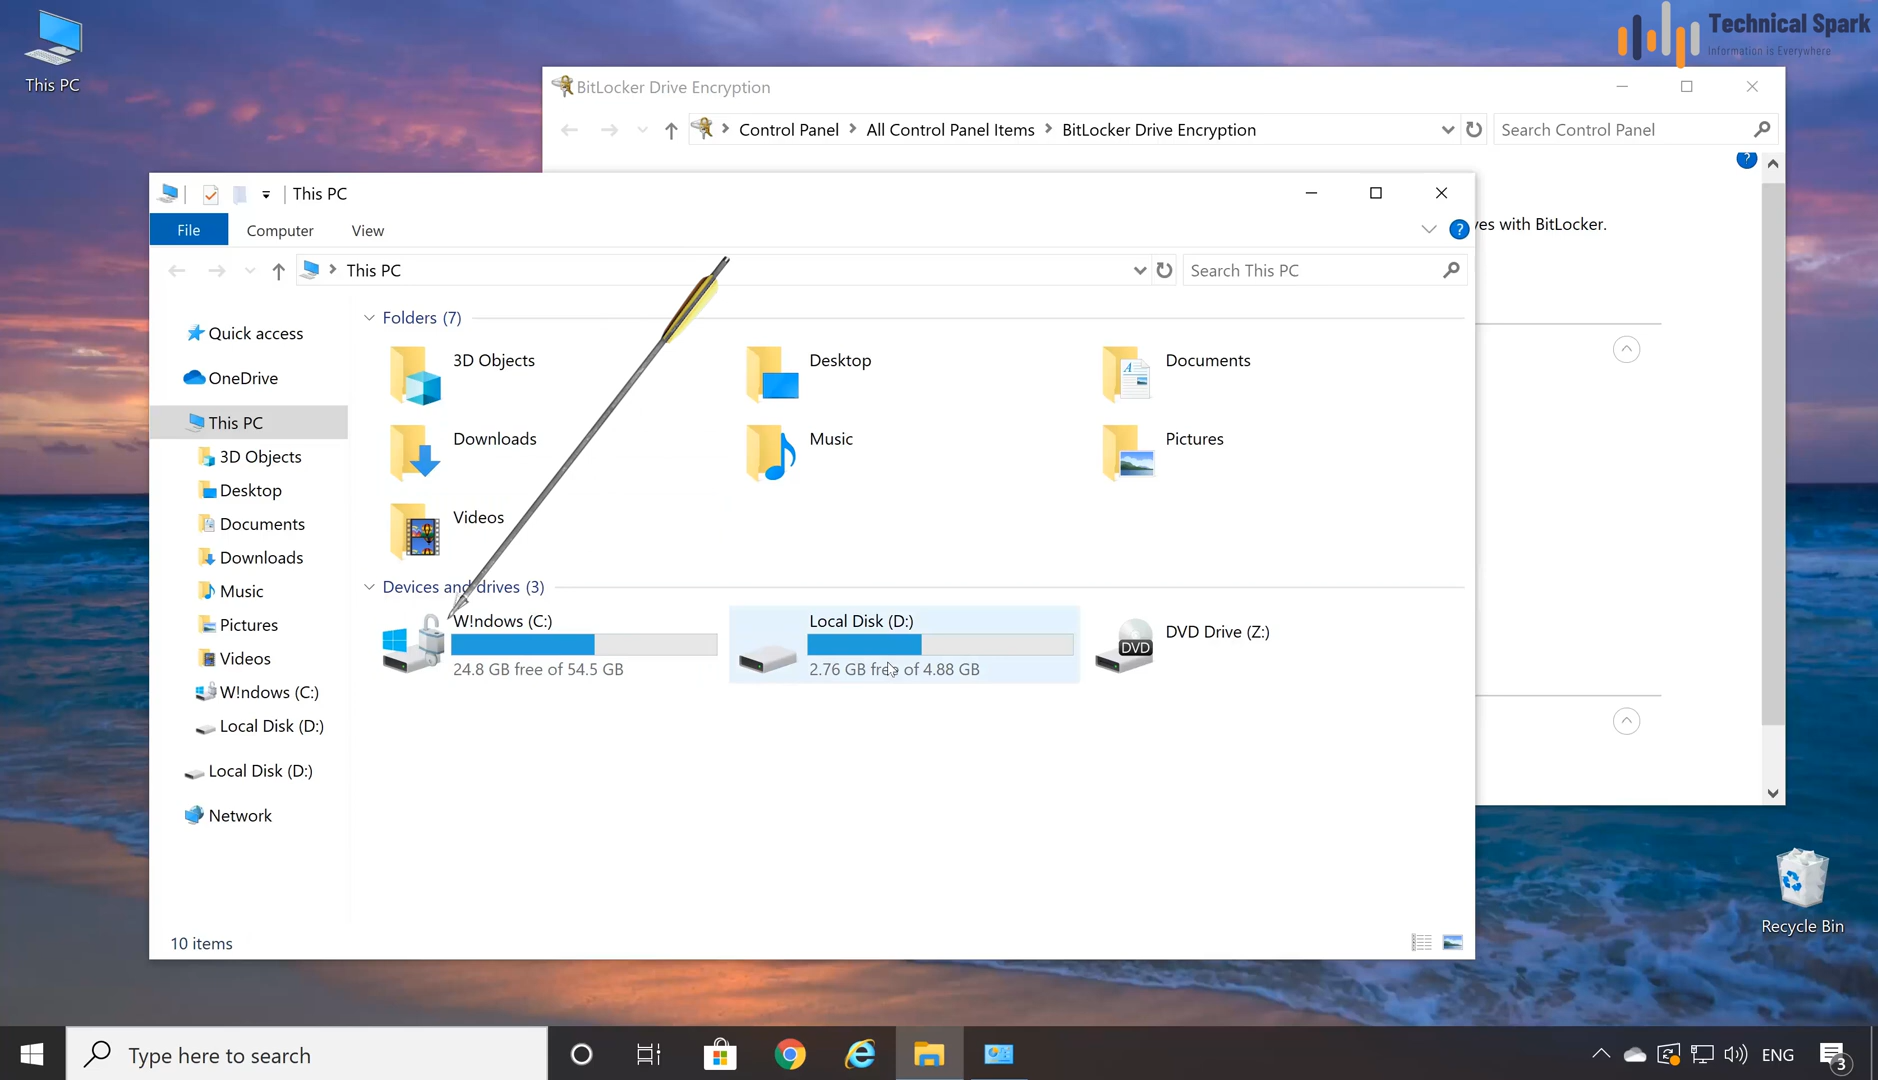 This PC
Technical Spark
Information is Everywhere
BitLocker Drive Encryption
Control Panel
All Control Panel Items
BitLocker Drive Encryption
Search Control Panel
?
ves with BitLocker.
This PC
File
Computer
View
?
This PC
Search This PC
Quick access
OneDrive
This PC
3D Objects
Desktop
Documents
Downloads
Music
Pictures
Videos
W!ndows (C:)
Local Disk (D:)
Local Disk (D:)
Network
Folders (7)
3D Objects
Desktop
Documents
Downloads
Music
Pictures
Videos
Devices and drives (3)
W!ndows (C:)
24.8 GB free of 54.5 GB
Local Disk (D:)
2.76 GB free of 4.88 GB
DVD
DVD Drive (Z:)
10 items
Recycle Bin
Type here to search
ENG
3